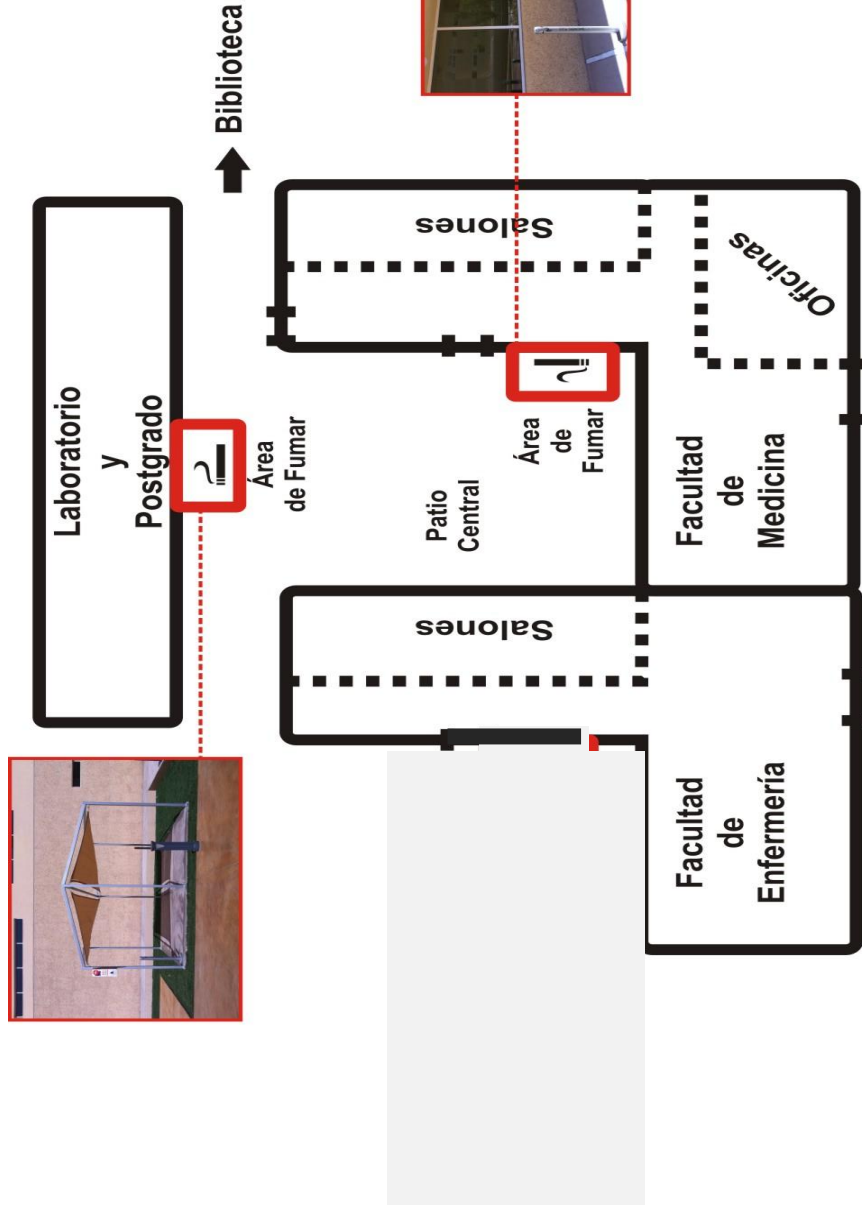 Laboratorio
y
Postgrado
Biblioteca
Área
de Fumar
Salones
Salones
Patio
Central
Área
de
Fumar
Facultad
de
Enfermería
Facultad
de
Medicina
Oficinas